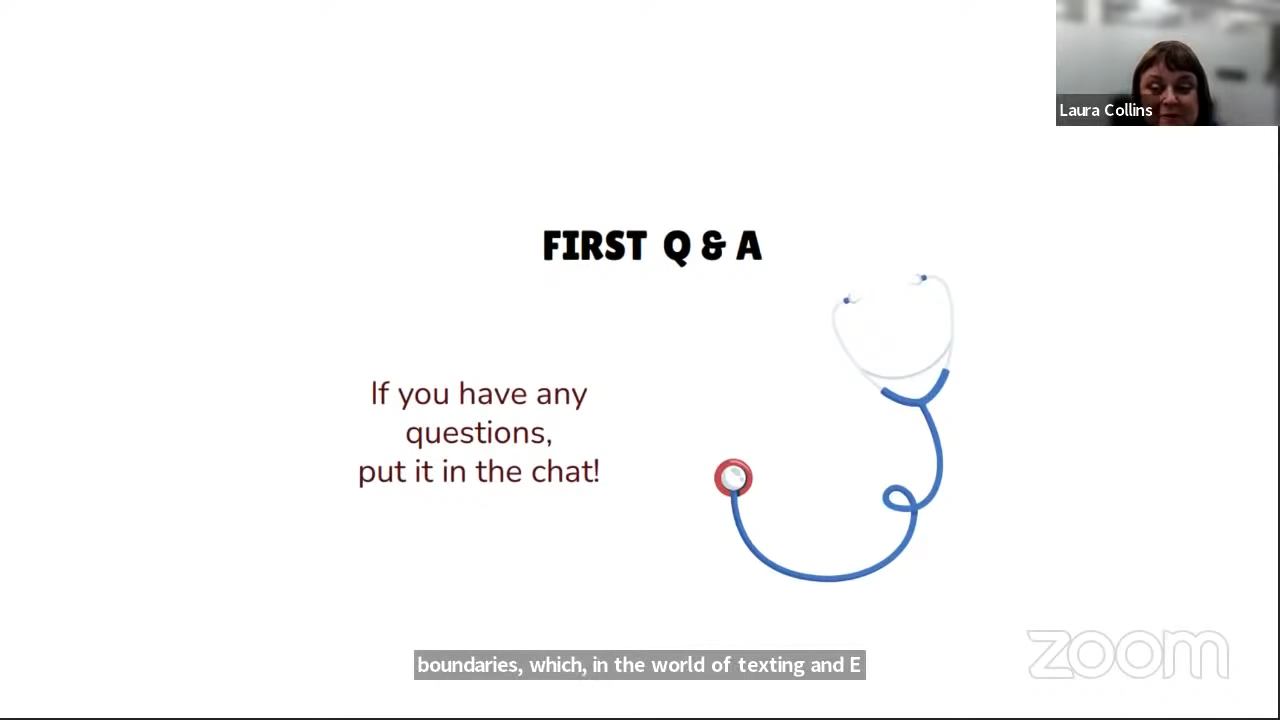 Laura Collins
FIRST Q & A
If you have any
questions,
put it in the chat!
boundaries, which, in the world of texting and E
zoom